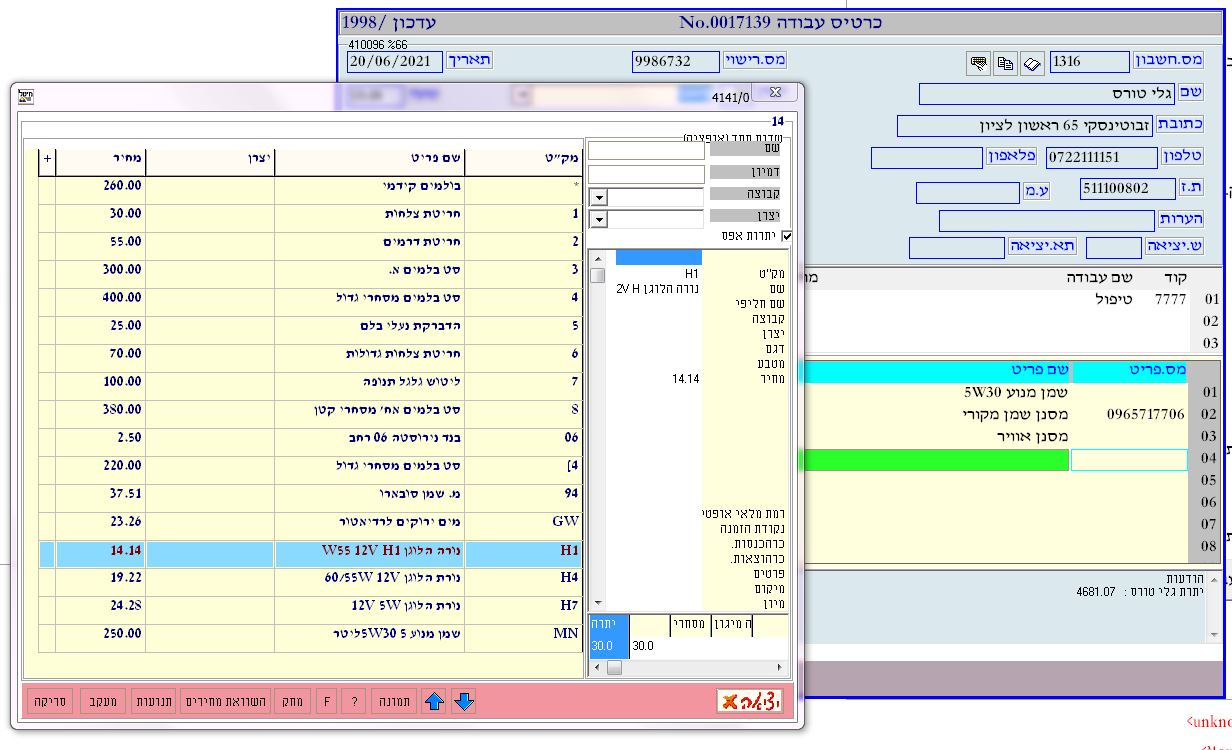 כרטיס עבודה No.0017139
עדכון /1998
410096 %66
מס.חשבון 1316
מס.רישוי 9986732
תאריך 20/06/2021
שם גלי טורס
כתובת זבוטינסקי 65 ראשון לציון
טלפון 0722111151 פלאפון
ת.ז 511100802 ע.מ
הערות
ש.יציאה תא.יציאה
קוד שם עבודה
01 7777 טיפול
02
03
מס.פריט שם פריט
01 שמן מנוע 5W30
02 0965717706 מסנן שמן מקורי
03 מסנן אוויר
04
05
06
07
08
הודעות
יתרת גלי טורס : 4681.07
4141/0
14
שם
דמיון
קבוצה
יצרן
יתרות אפס
מק"ט H1
שם נורה הלוגן 2V H
שם חליפי
קבוצה
יצרן
דגם
מטבע
מחיר 14.14
רמת מלאי אופטי
נקודת הזמנה
כרהכנסות.
כרהוצאות.
פרטים
מיקום
מיון
ה מיגון מסחרי יתרה
30.0 30.0
מק"ט שם פריט יצרן מחיר +
* בולמים קידמי 260.00
1 חריטת צלחות 30.00
2 חריטת דרמים 55.00
3 סט בלמים א. 300.00
4 סט בלמים מסחרי גדול 400.00
5 הדברקת נעלי בלם 25.00
6 חריטת צלחות גדולות 70.00
7 ליטוש גלגל תנופה 100.00
8 סט בלמים אח' מסחרי קטן 380.00
06 בנד נירוסטה 06 רחב 2.50
4] סט בלמים מסחרי גדול 220.00
94 מ. שמן סובארו 37.51
GW מים ירוקים לרדיאטור 23.26
H1 נורה הלוגן W55 12V H1 14.14
H4 נורת הלוגן 60/55W 12V 19.22
H7 נורת הלוגן 12V 5W 24.28
MN שמן מנוע 5W30 5ליטר 250.00
יציאה
תמונה ? F מחק השוואת מחירים תנועות מעקב סריקה